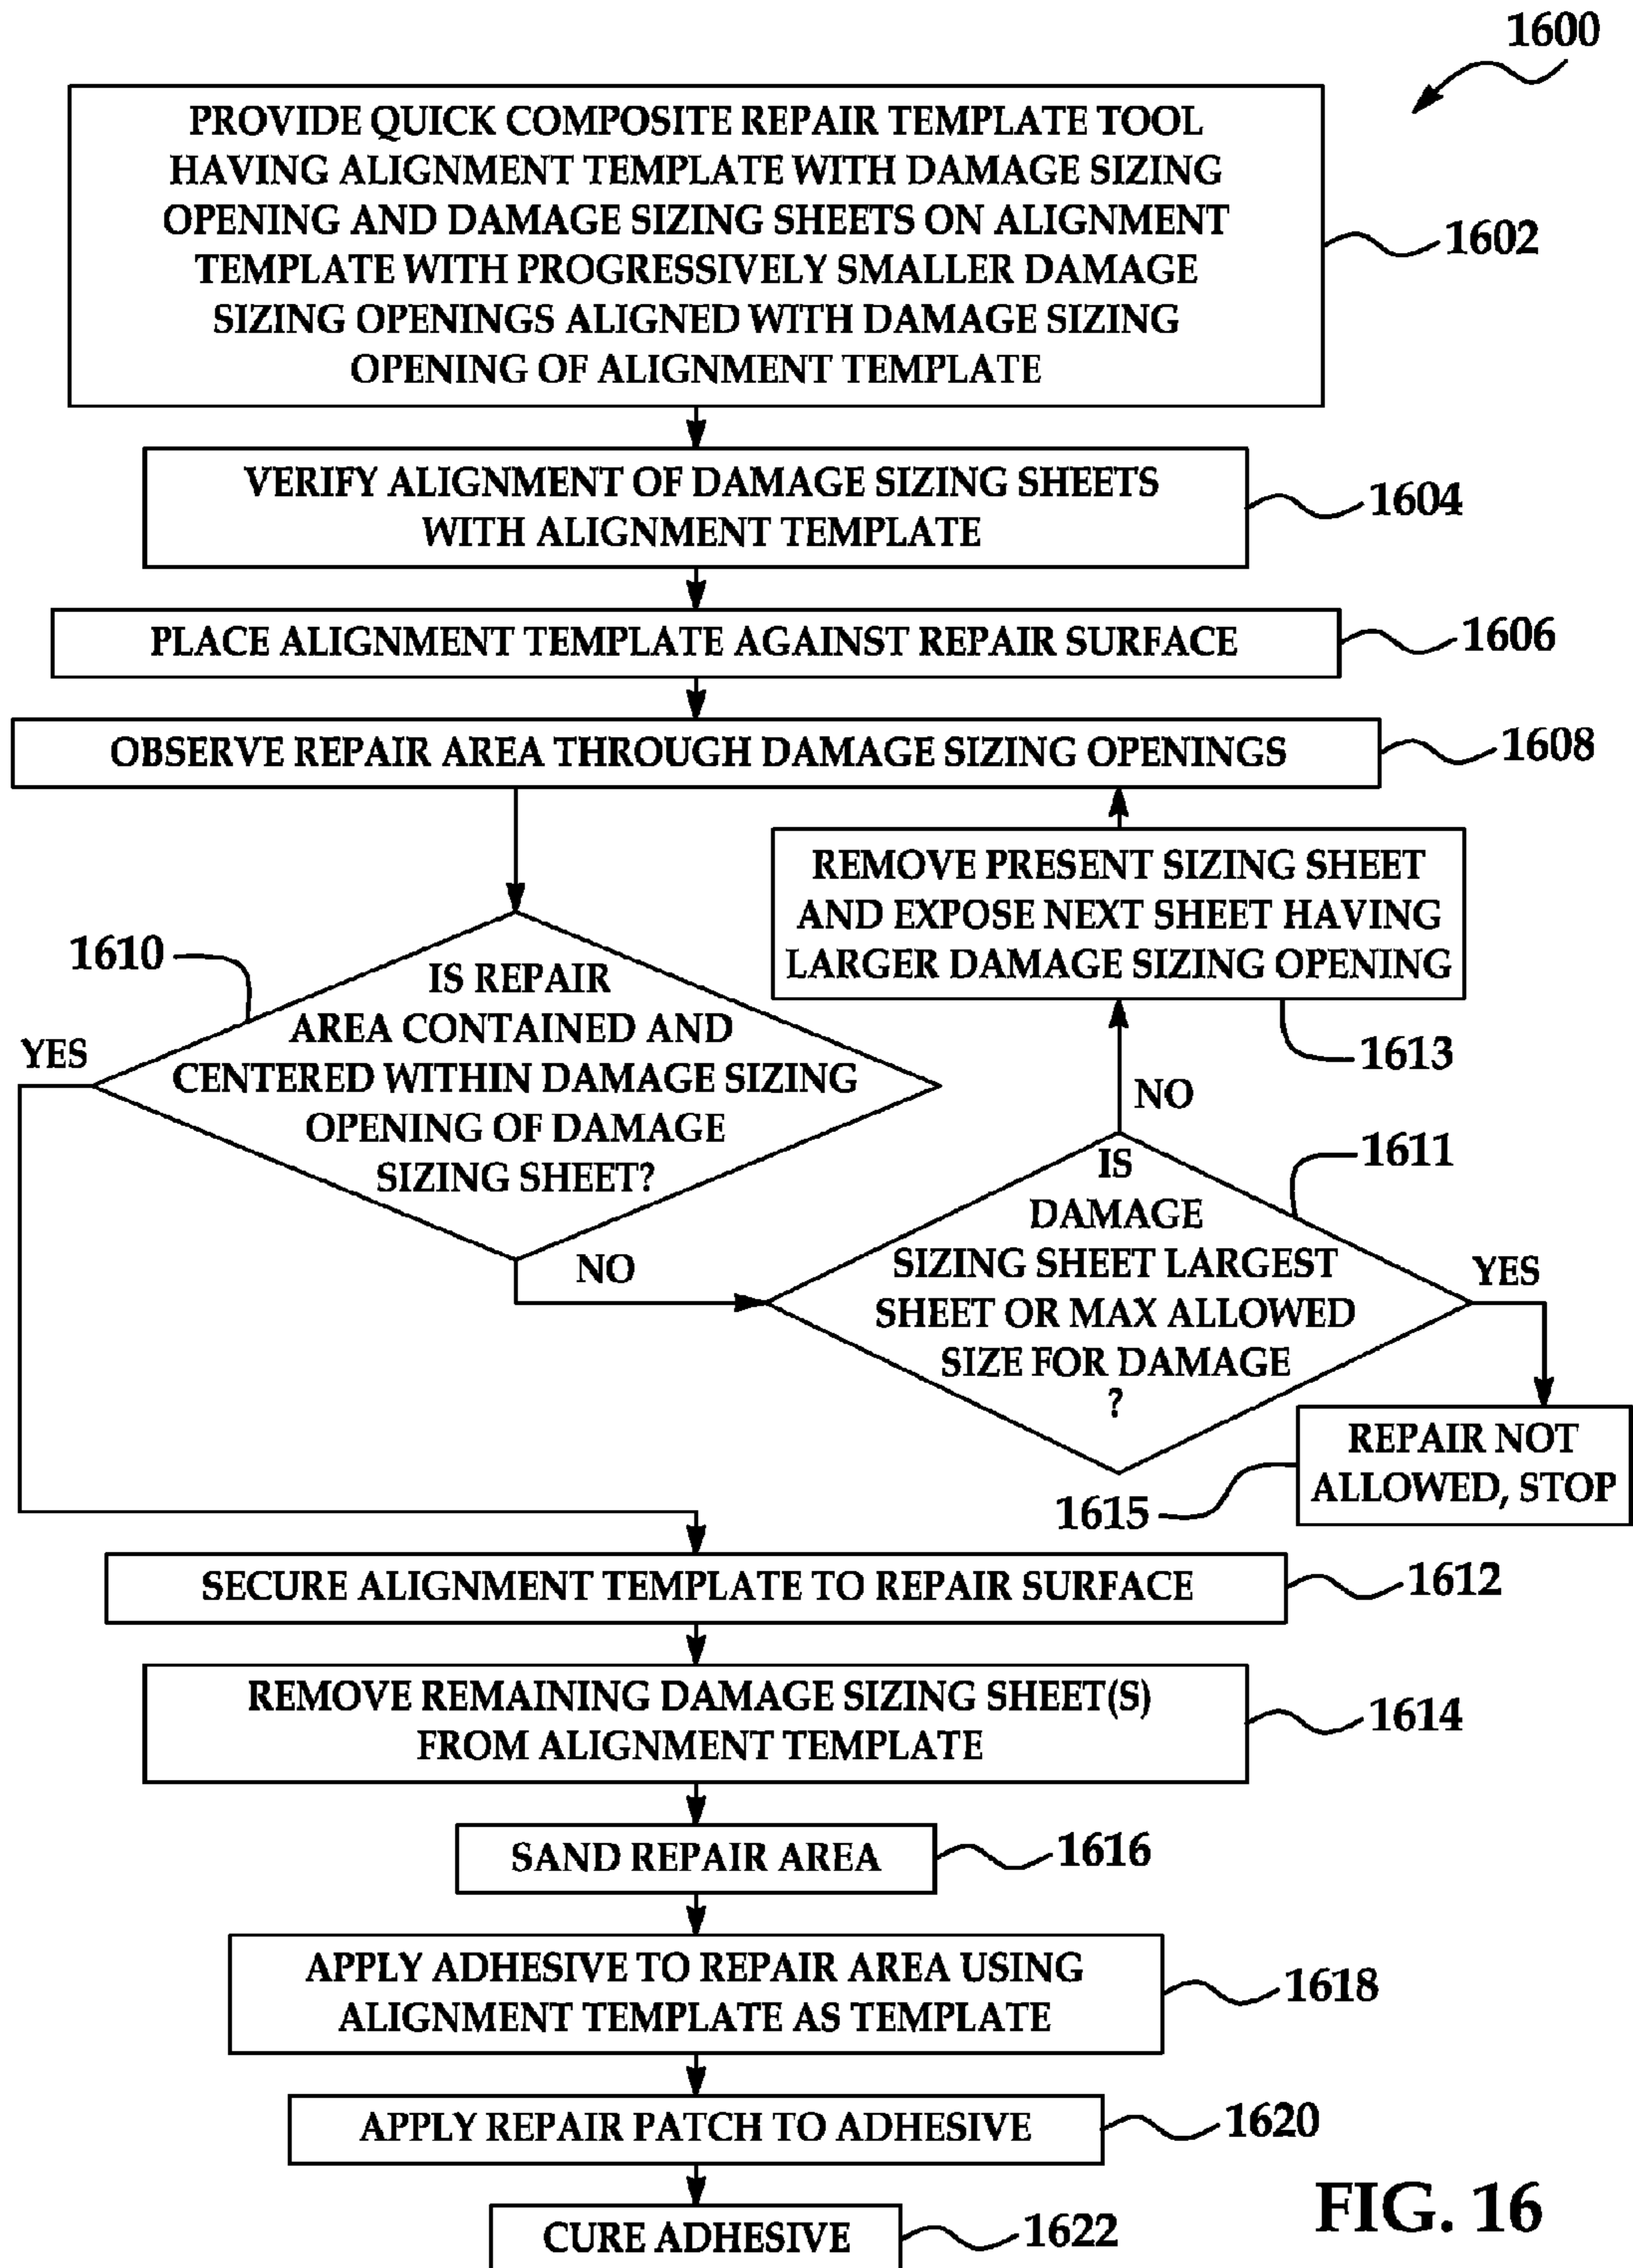 1600
PROVIDE QUICK COMPOSITE REPAIR TEMPLATE TOOL
HAVING ALIGNMENT TEMPLATE WITH DAMAGE SIZING
OPENING AND DAMAGE SIZING SHEETS ON ALIGNMENT
TEMPLATE WITH PROGRESSIVELY SMALLER DAMAGE
SIZING OPENINGS ALIGNED WITH DAMAGE SIZING
OPENING OF ALIGNMENT TEMPLATE
1602
VERIFY ALIGNMENT OF DAMAGE SIZING SHEETS
WITH ALIGNMENT TEMPLATE
1604
PLACE ALIGNMENT TEMPLATE AGAINST REPAIR SURFACE
1606
OBSERVE REPAIR AREA THROUGH DAMAGE SIZING OPENINGS
1608
1610
IS REPAIR
AREA CONTAINED AND
CENTERED WITHIN DAMAGE SIZING
OPENING OF DAMAGE
SIZING SHEET?
YES
NO
REMOVE PRESENT SIZING SHEET
AND EXPOSE NEXT SHEET HAVING
LARGER DAMAGE SIZING OPENING
1613
NO
1611
IS
DAMAGE
SIZING SHEET LARGEST
SHEET OR MAX ALLOWED
SIZE FOR DAMAGE
?
YES
REPAIR NOT
ALLOWED, STOP
1615
SECURE ALIGNMENT TEMPLATE TO REPAIR SURFACE
1612
REMOVE REMAINING DAMAGE SIZING SHEET(S)
FROM ALIGNMENT TEMPLATE
1614
SAND REPAIR AREA
1616
APPLY ADHESIVE TO REPAIR AREA USING
ALIGNMENT TEMPLATE AS TEMPLATE
1618
APPLY REPAIR PATCH TO ADHESIVE
1620
CURE ADHESIVE
1622
FIG. 16